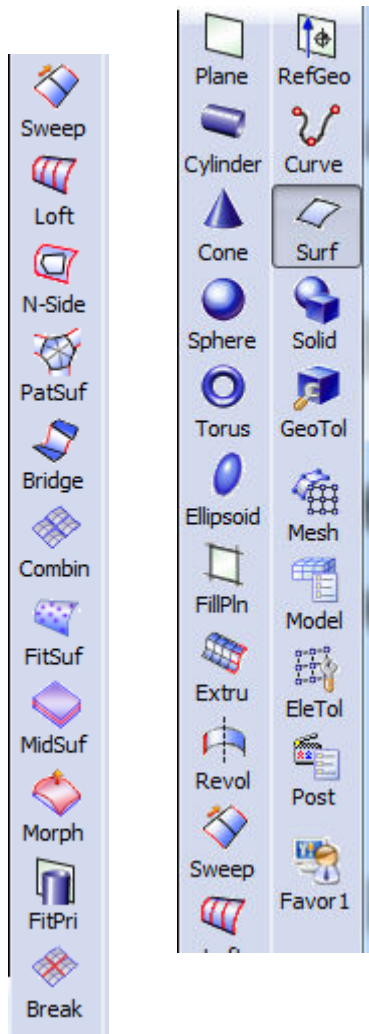 Sweep
Loft
N-Side
PatSuf
Bridge
Combin
FitSuf
MidSuf
Morph
FitPri
Break
Plane
Cylinder
Cone
Sphere
Torus
Ellipsoid
FillPln
Extru
Revol
Sweep
RefGeo
Curve
Surf
Solid
GeoTol
Mesh
Model
EleTol
Post
Favor1